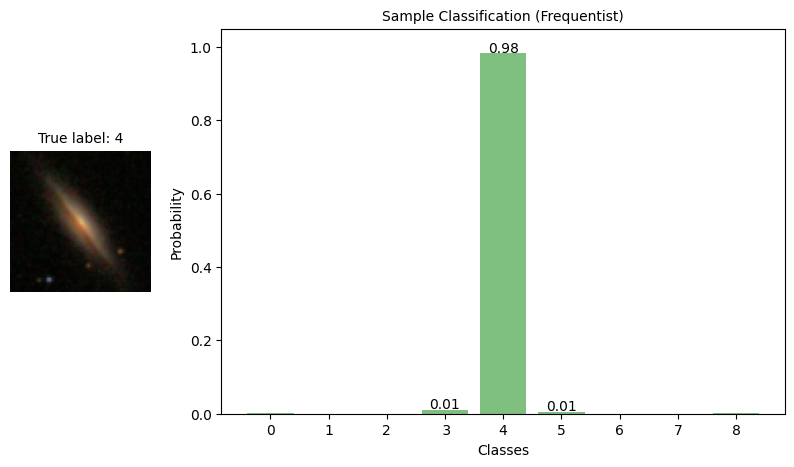 Sample Classification (Frequentist)
True label: 4
Probability
1.0
0.8
0.6
0.4
0.2
0.0
0.98
0.01
0.01
0 1 2 3 4 5 6 7 8
Classes